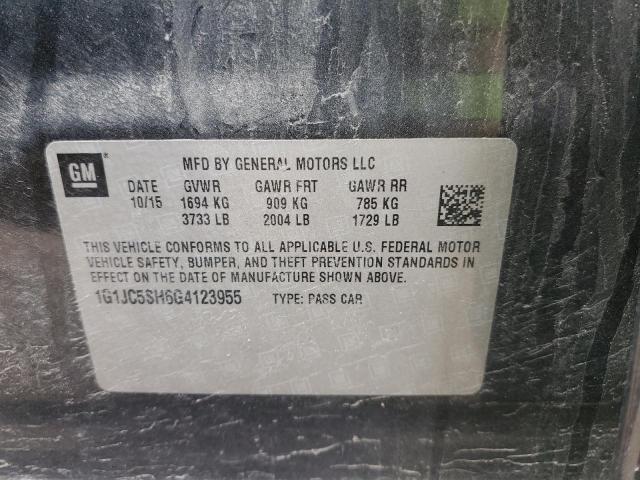 GM
MFD BY GENERAL MOTORS LLC
DATE GVWR GAWR FRT GAWR RR
10/15 1694 KG 909 KG 785 KG
3733 LB 2004 LB 1729 LB
THIS VEHICLE CONFORMS TO ALL APPLICABLE U.S. FEDERAL MOTOR
VEHICLE SAFETY, BUMPER, AND THEFT PREVENTION STANDARDS IN
EFFECT ON THE DATE OF MANUFACTURE SHOWN ABOVE.
1G1JC5SH6G4123955 TYPE: PASS CAR